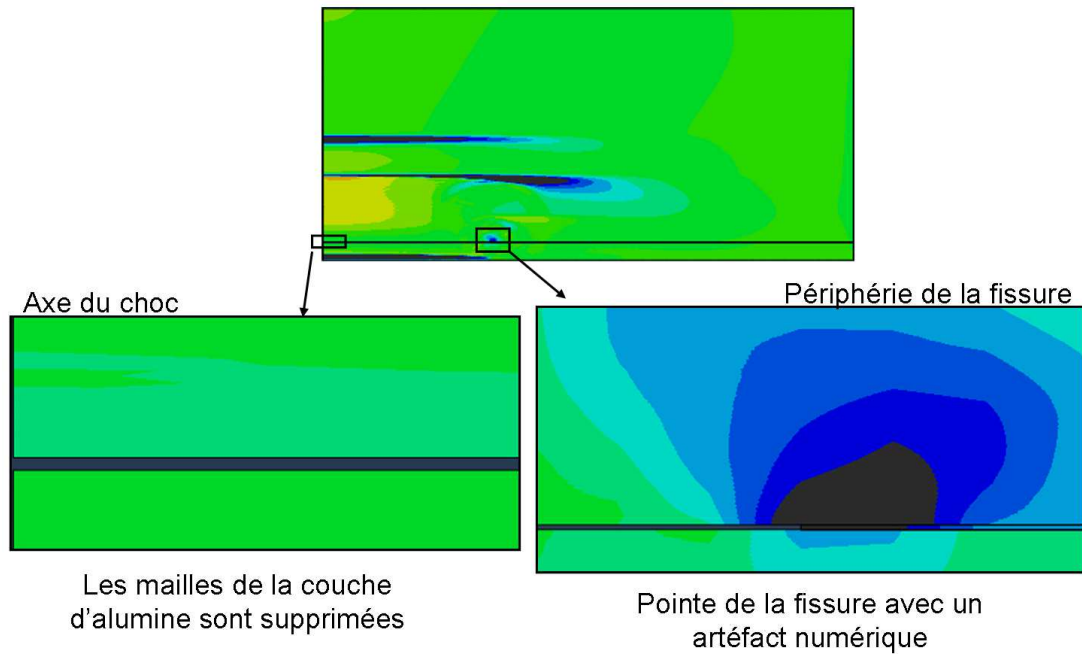 Axe du choc
Périphérie de la fissure
Les mailles de la couche
d'alumine sont supprimées
Pointe de la fissure avec un
artéfact numérique